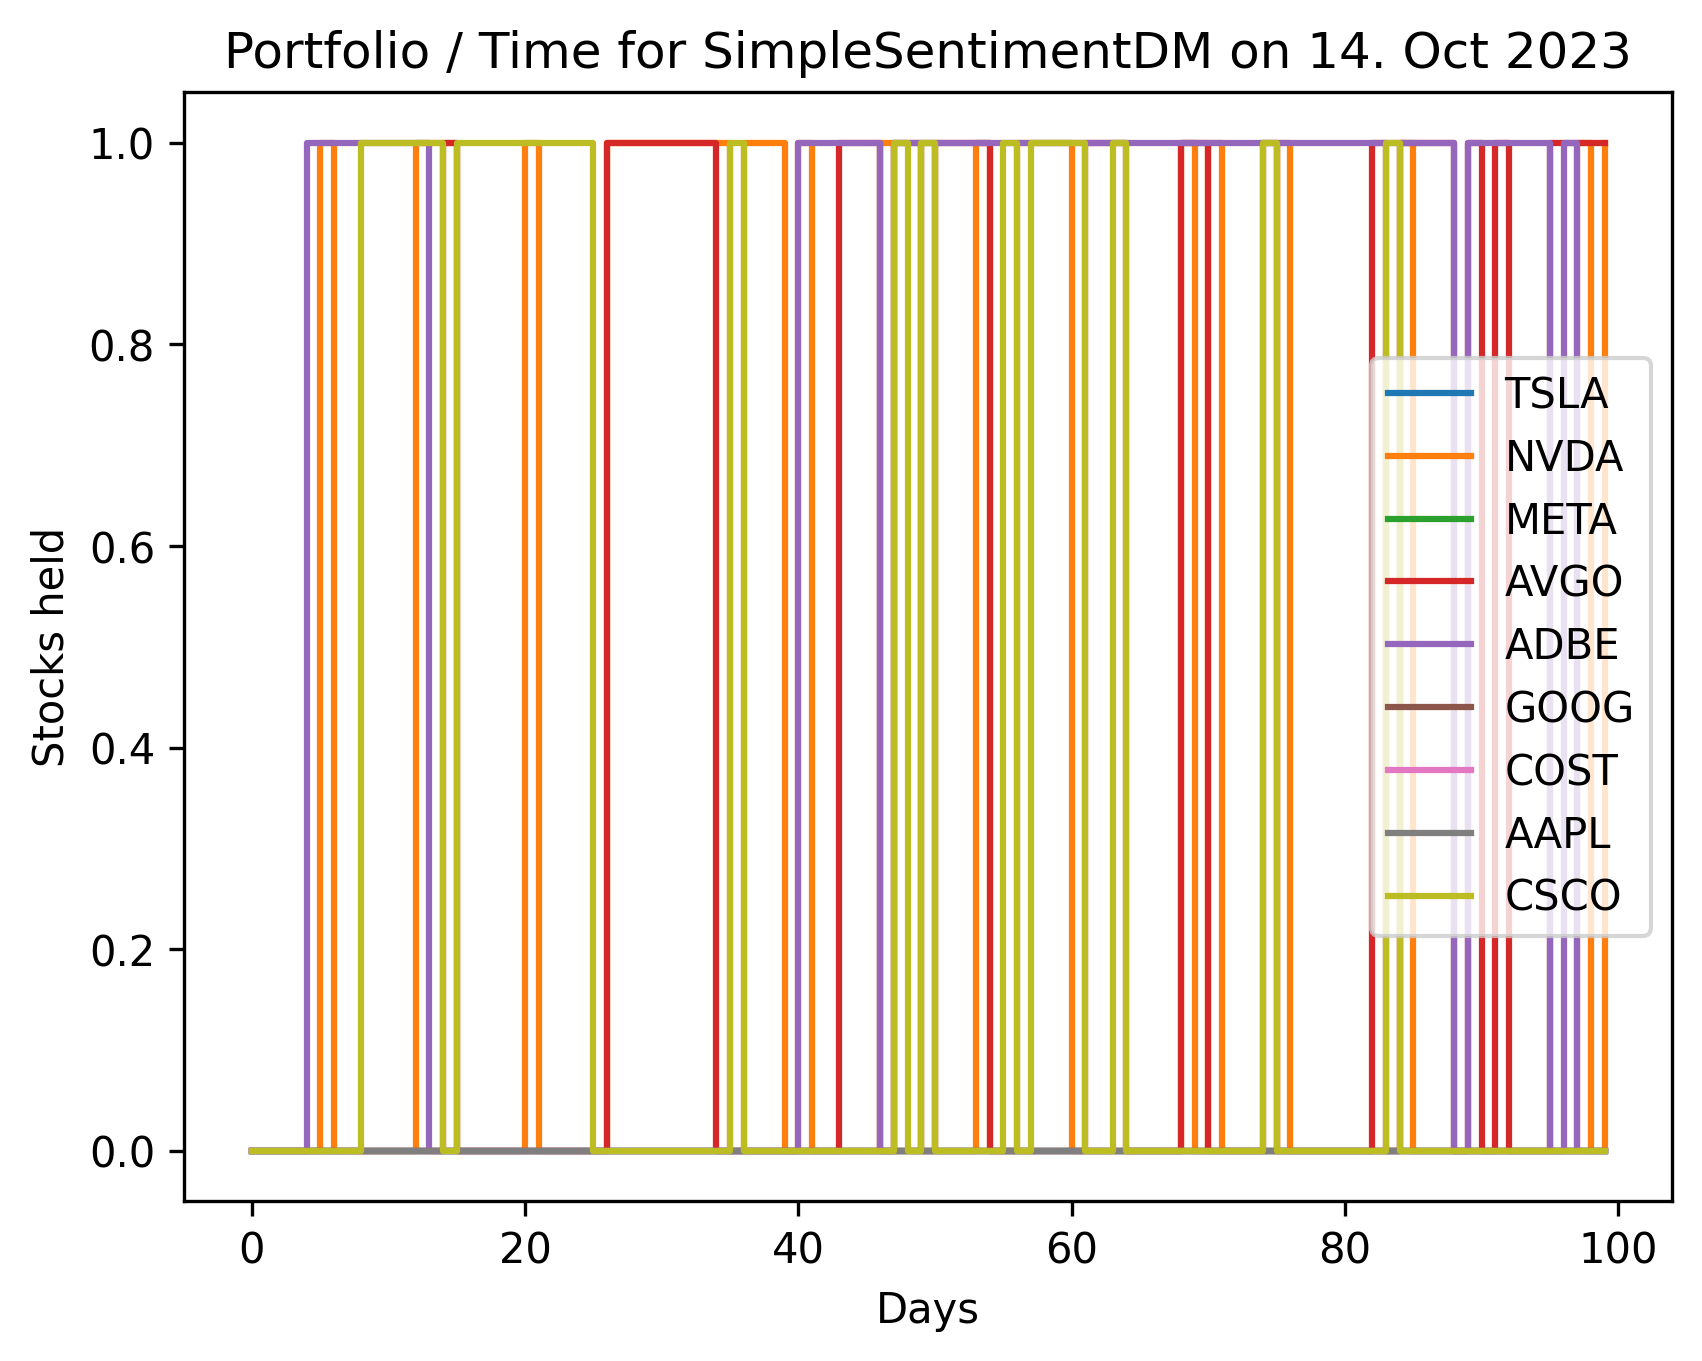 Portfolio / Time for SimpleSentimentDM on 14. Oct 2023
1.0
0.8
0.6
0.4
0.2
0.0
Stocks held
TSLA
NVDA
META
AVGO
ADBE
GOOG
COST
AAPL
CSCO
0 20 40 60 80 100
Days